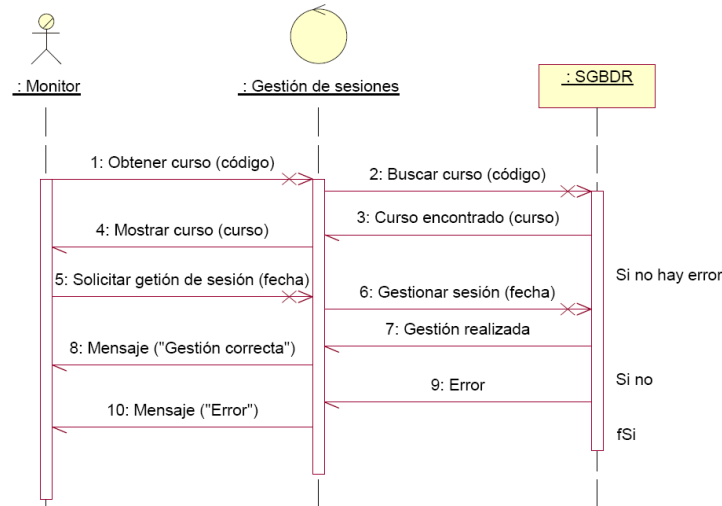 : Monitor
: Gestión de sesiones
: SGBDR
1: Obtener curso (código)
2: Buscar curso (código)
3: Curso encontrado (curso)
4: Mostrar curso (curso)
Si no hay error
5: Solicitar getión de sesión (fecha)
6: Gestionar sesión (fecha)
7: Gestión realizada
8: Mensaje ("Gestión correcta")
Si no
9: Error
10: Mensaje ("Error")
fSi